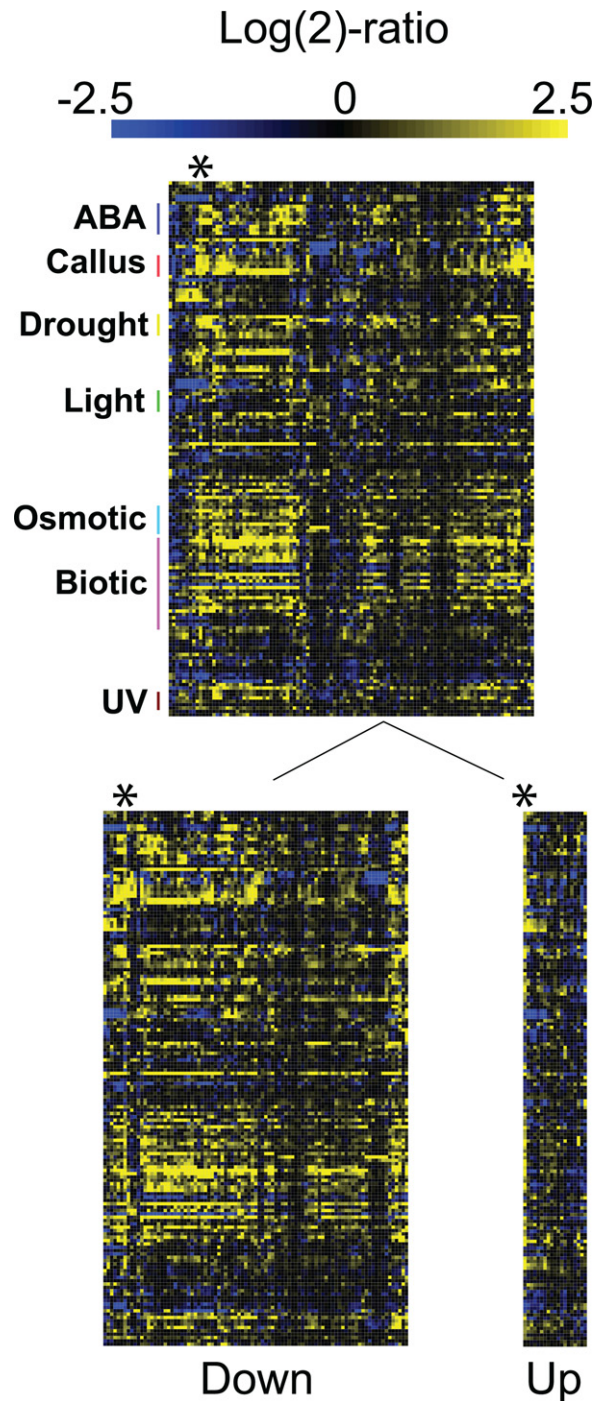 Log(2)-ratio
-2.5 0 2.5
*
ABA
Callus
Drought
Light
Osmotic
Biotic
UV
* *
Down Up